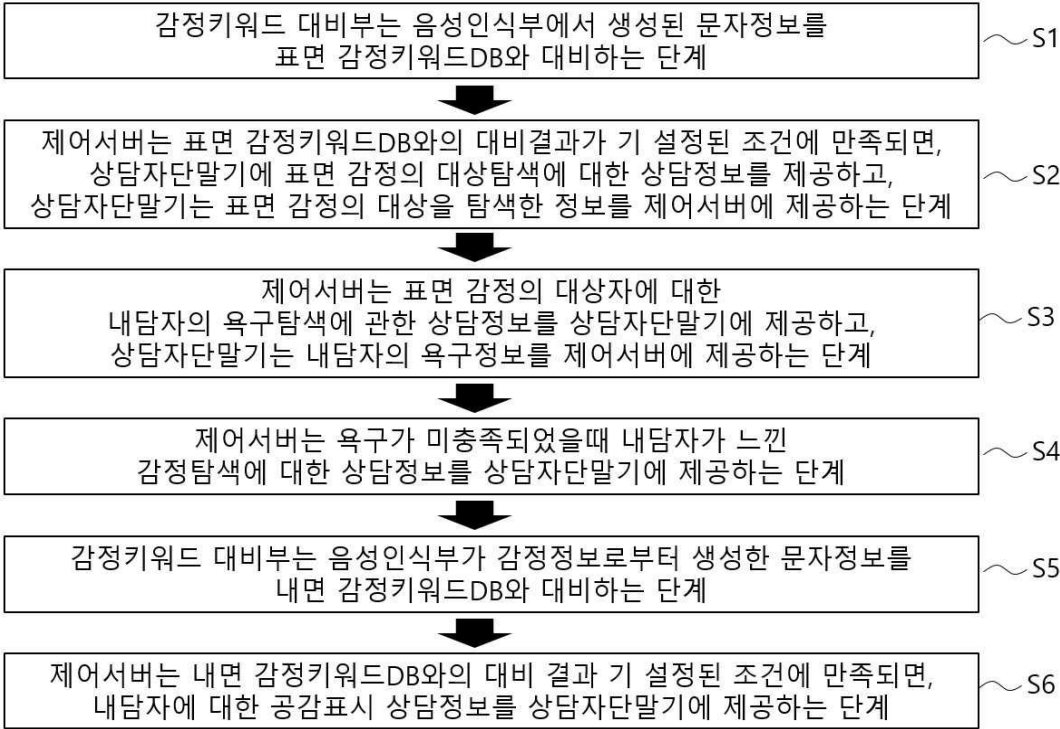 감정키워드 대비부는 음성인식부에서 생성된 문자정보를
표면 감정키워드DB와 대비하는 단계
S1
제어서버는 표면 감정키워드DB와의 대비결과가 기 설정된 조건에 만족되면,
상담자단말기에 표면 감정의 대상탐색에 대한 상담정보를 제공하고,
상담자단말기는 표면 감정의 대상을 탐색한 정보를 제어서버에 제공하는 단계
S2
제어서버는 표면 감정의 대상자에 대한
내담자의 욕구탐색에 관한 상담정보를 상담자단말기에 제공하고,
상담자단말기는 내담자의 욕구정보를 제어서버에 제공하는 단계
S3
제어서버는 욕구가 미충족되었을때 내담자가 느낀
감정탐색에 대한 상담정보를 상담자단말기에 제공하는 단계
S4
감정키워드 대비부는 음성인식부가 감정정보로부터 생성한 문자정보를
내면 감정키워드DB와 대비하는 단계
S5
제어서버는 내면 감정키워드DB와의 대비 결과 기 설정된 조건에 만족되면,
내담자에 대한 공감표시 상담정보를 상담자단말기에 제공하는 단계
S6